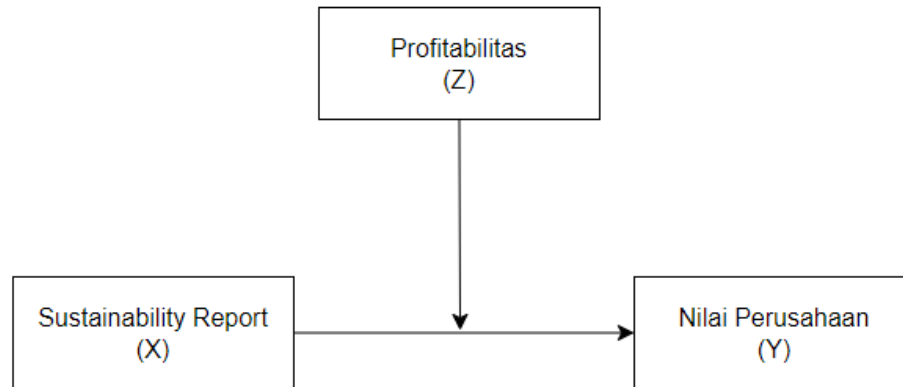 Profitabilitas
(Z)
Sustainability Report
(X)
Nilai Perusahaan
(Y)